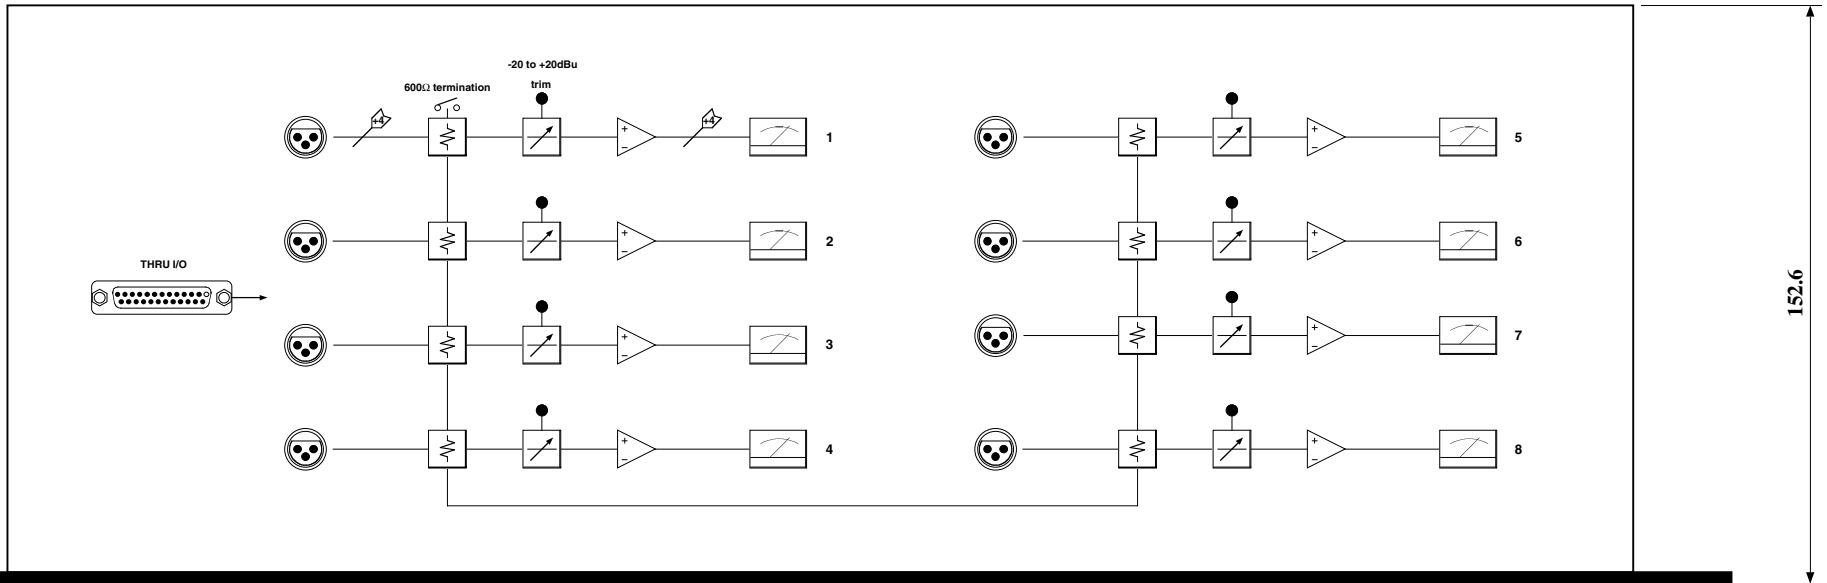 -20 to +20dBu
trim
600Ω termination
+4
+4
1
5
2
6
THRU I/O
3
7
4
8
152.6